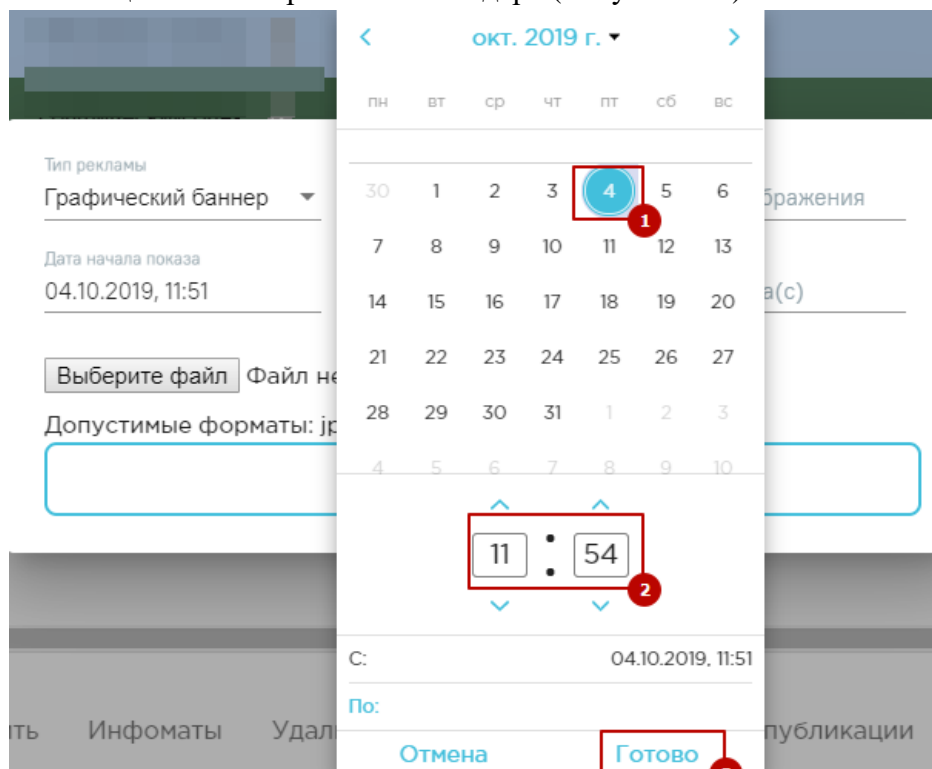 окт. 2019 г.
пн вт ср чт пт сб вс
Тип рекламы
Графический баннер
30 1 2 3 4 5 6
1
7 8 9 10 11 12 13
Дата начала показа
04.10.2019, 11:51
14 15 16 17 18 19 20
21 22 23 24 25 26 27
Выберите файл Файл
28 29 30 31 1 2 3
Допустимые форматы:
4 5 6 7 8 9 10
11 : 54
2
С: 04.10.2019, 11:51
По:
Инфоматы
публикации
Отмена Готово